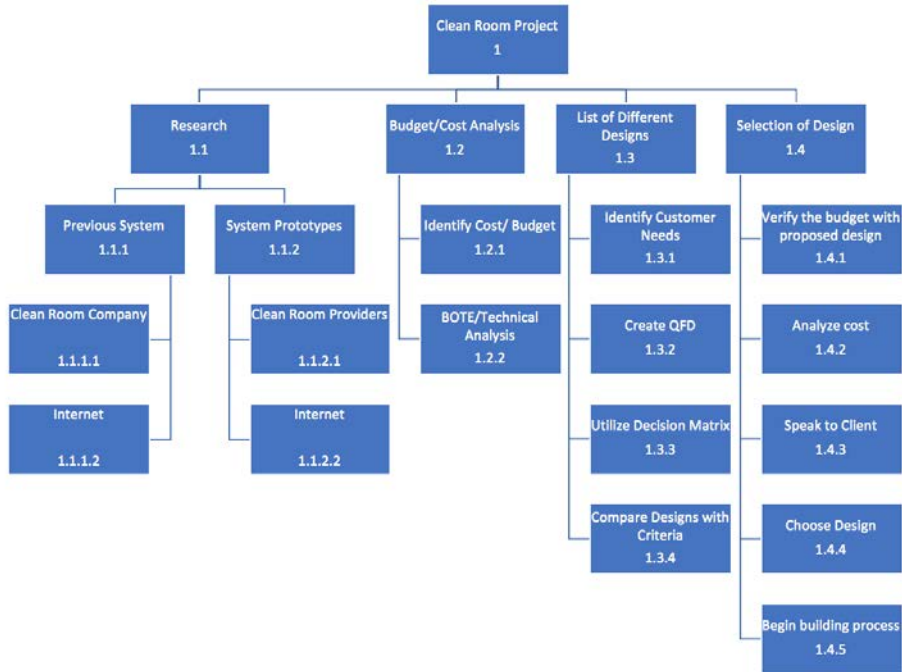 Clean Room Project
1
Research
1.1
Budget/Cost Analysis
1.2
List of Different
Designs
1.3
Selection of Design
1.4
Previous System
1.1.1
System Prototypes
1.1.2
Identify Cost/ Budget
1.2.1
Identify Customer
Needs
1.3.1
Verify the budget with
proposed design
1.4.1
Clean Room Company
1.1.1.1
Clean Room Providers
1.1.2.1
BOTE/Technical
Analysis
1.2.2
Create QFD
1.3.2
Analyze cost
1.4.2
Internet
1.1.1.2
Internet
1.1.2.2
Utilize Decision Matrix
1.3.3
Speak to Client
1.4.3
Compare Designs with
Criteria
1.3.4
Choose Design
1.4.4
Begin building process
1.4.5